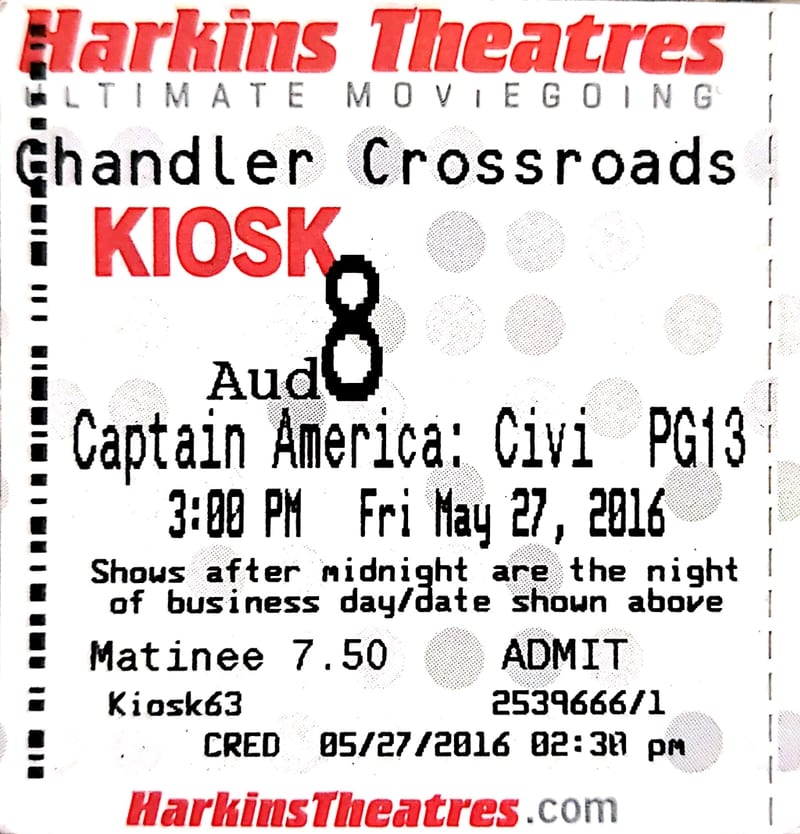 Harkins Theatres
ULTIMATE MOVIEGOING
Chandler Crossroads
KIOSK
Aud 8
Captain America: Civi PG13
3:00 PM Fri May 27, 2016
Shows after midnight are the night
of business day/date shown above
Matinee 7.50 ADMIT
Kiosk63 2539666/1
CRED 05/27/2016 02:30 pm
HarkinsTheatres.com